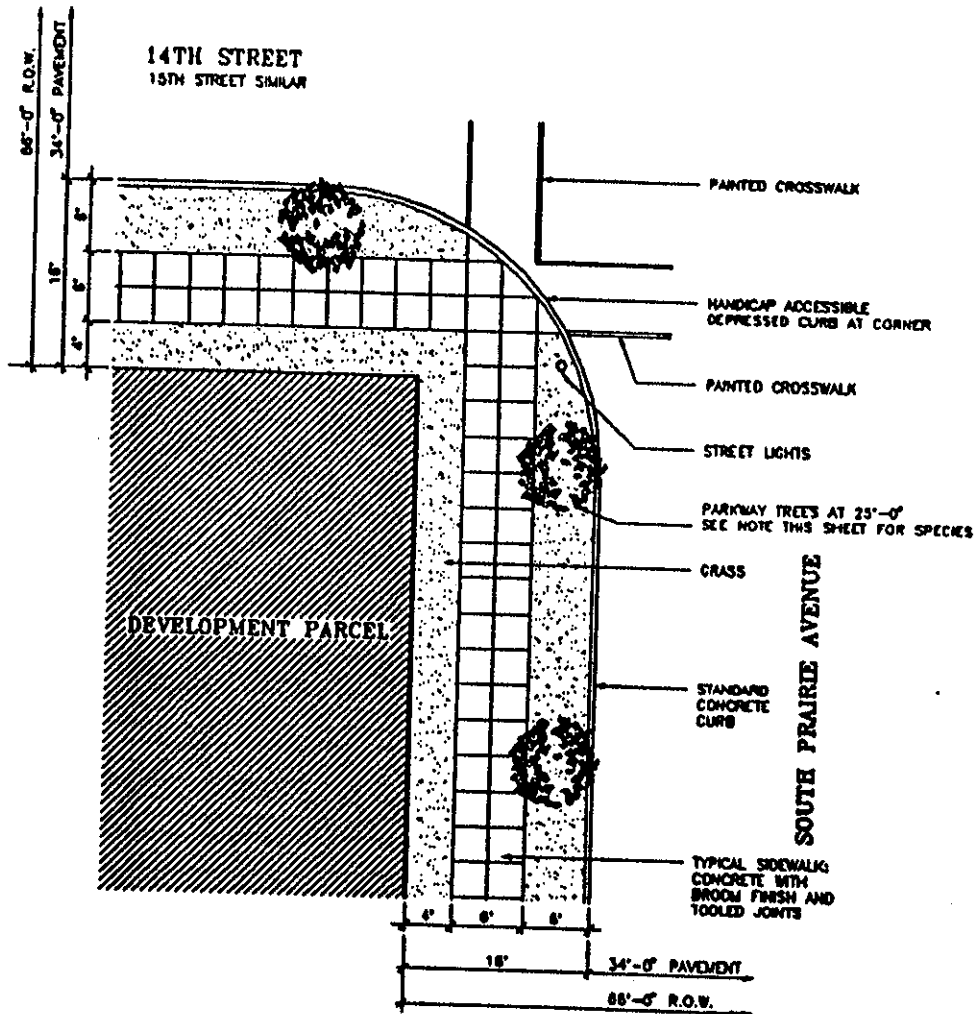 14TH STREET
15TH STREET SIMILAR
66'-0" R.O.W.
34'-0" PAVEMENT
6'
16'
6'
4'
PAINTED CROSSWALK
HANDICAP ACCESSIBLE
DEPRESSED CURB AT CORNER
PAINTED CROSSWALK
STREET LIGHTS
PARKWAY TREES AT 25'-0"
SEE NOTE THIS SHEET FOR SPECIES
GRASS
DEVELOPMENT PARCEL
SOUTH PRAIRIE AVENUE
STANDARD
CONCRETE
CURB
TYPICAL SIDEWALK:
CONCRETE WITH
BROOM FINISH AND
TOOLED JOINTS
4'
6'
6'
16'
34'-0" PAVEMENT
66'-0" R.O.W.